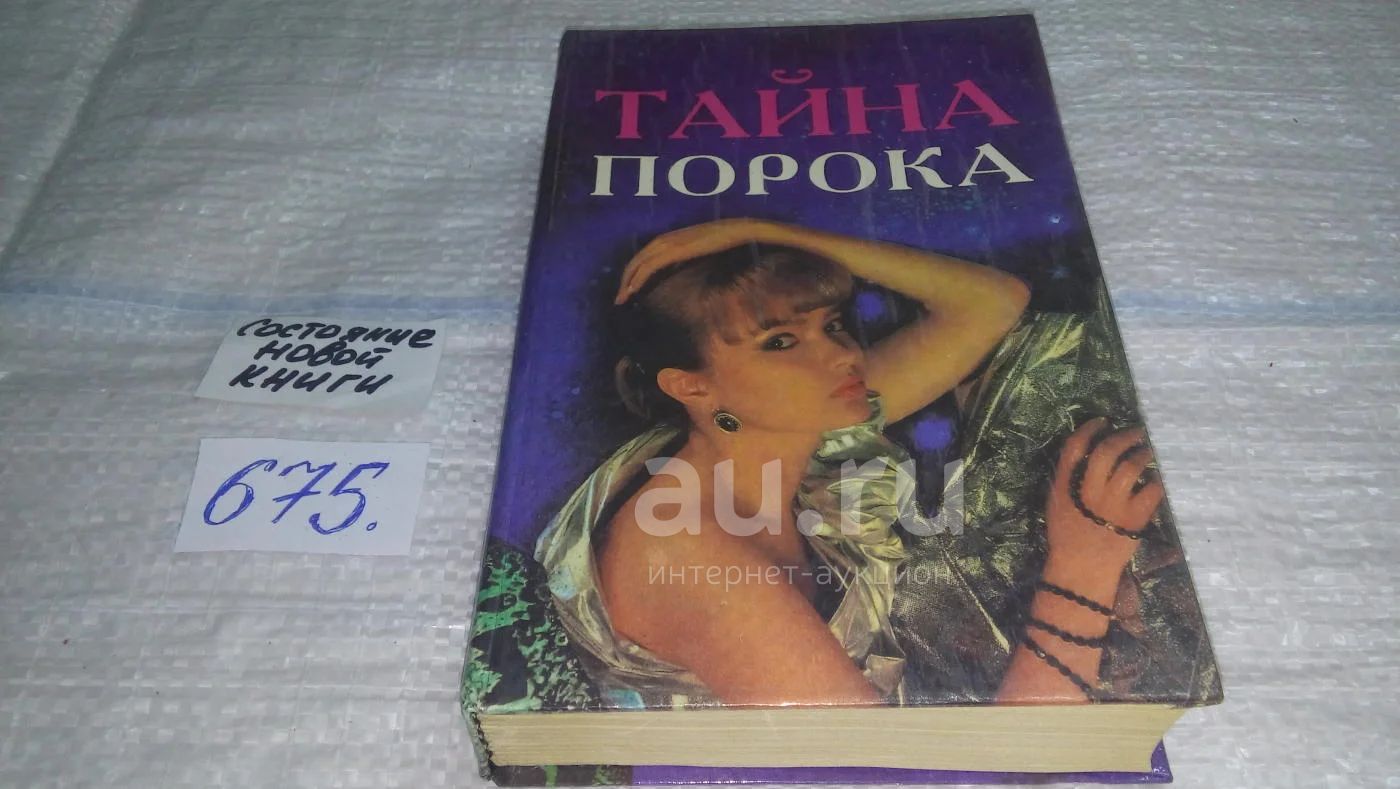 ТАЙНА
ПОРОКА
состояние
новой
книги
675.
au.ru
интернет-аукцион